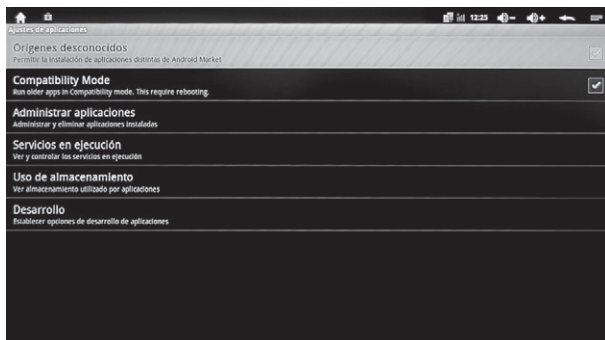 12:25
Ajustes de aplicaciones
Orígenes desconocidos
Permitir la instalación de aplicaciones distintas de Android Market
Compatibility Mode
Run older apps in Compatibility mode. This require rebooting.
Administrar aplicaciones
Administrar y eliminar aplicaciones instaladas
Servicios en ejecución
Ver y controlar los servicios en ejecución
Uso de almacenamiento
Ver almacenamiento utilizado por aplicaciones
Desarrollo
Establecer opciones de desarrollo de aplicaciones